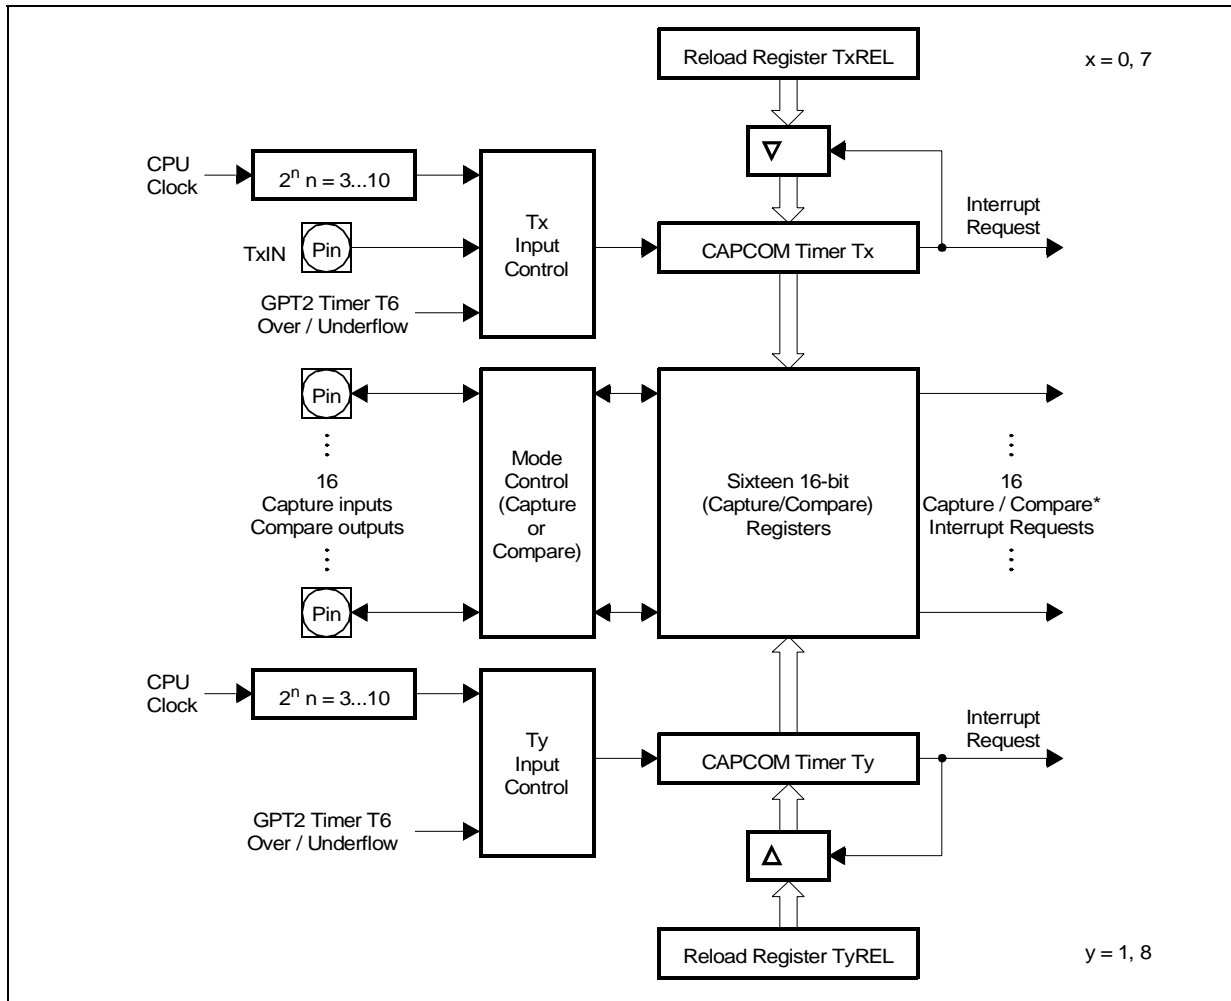 Reload Register TxREL
x = 0, 7
CPU
Clock
2^n n = 3...10
TxIN
Pin
GPT2 Timer T6
Over / Underflow
Tx
Input
Control
CAPCOM Timer Tx
Interrupt
Request
Pin
16
Capture inputs
Compare outputs
Pin
Mode
Control
(Capture
or
Compare)
Sixteen 16-bit
(Capture/Compare)
Registers
16
Capture / Compare*
Interrupt Requests
CPU
Clock
2^n n = 3...10
GPT2 Timer T6
Over / Underflow
Ty
Input
Control
CAPCOM Timer Ty
Interrupt
Request
Reload Register TyREL
y = 1, 8